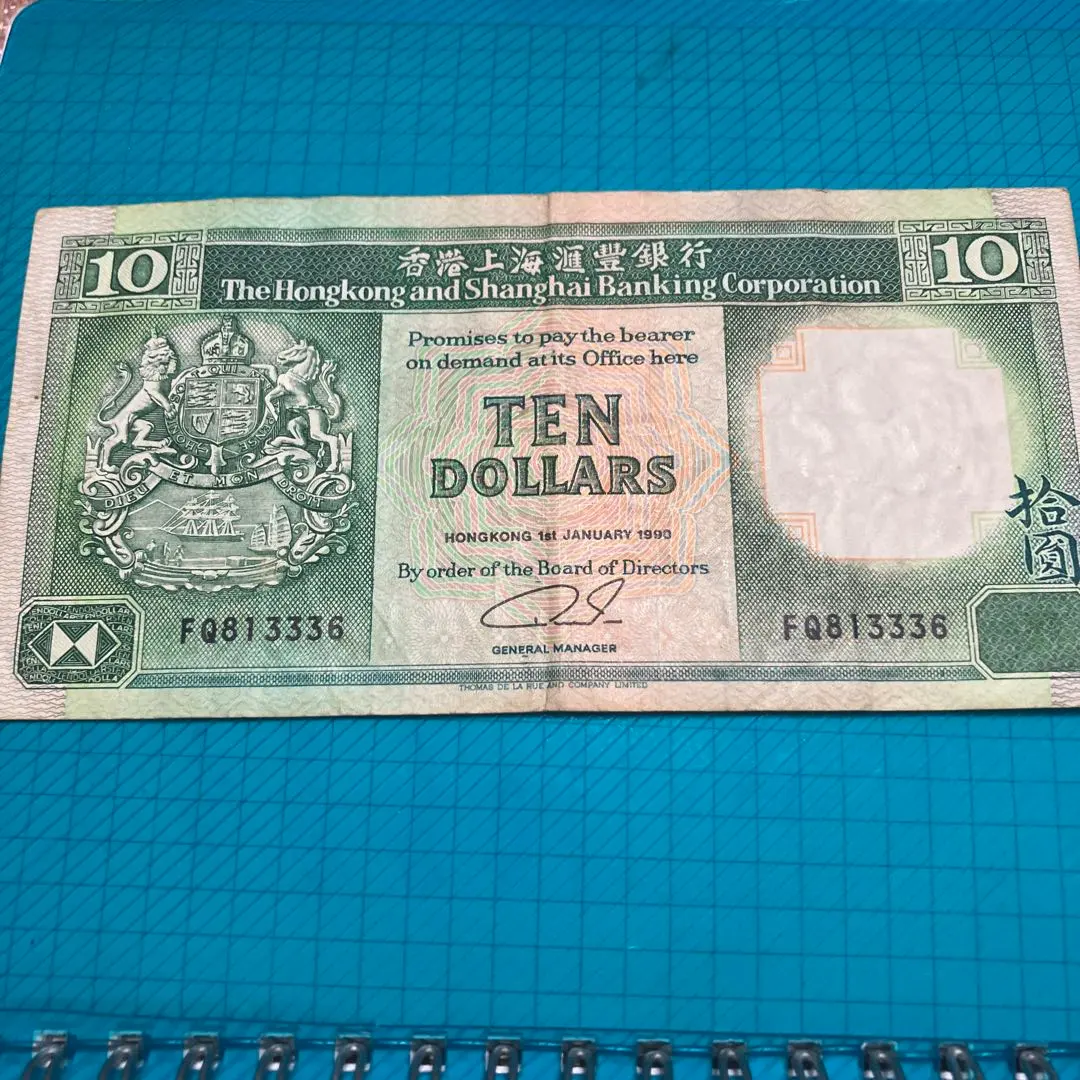 10
香港上海滙豐銀行
10
The Hongkong and Shanghai Banking Corporation
Promises to pay the bearer
on demand at its Office here
TEN
DOLLARS
HONGKONG 1st JANUARY 1990
By order of the Board of Directors
GENERAL MANAGER
FQ813336
FQ813336
拾
圓
QUI
DIEU ET MON DROIT
THOMAS DE LA RUE AND COMPANY LIMITED